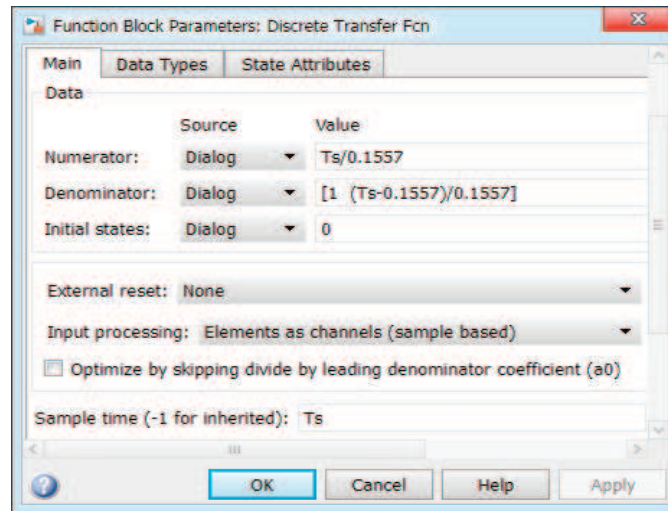 Function Block Parameters: Discrete Transfer Fcn
Main Data Types State Attributes
Data
Source Value
Numerator: Dialog Ts/0.1557
Denominator: Dialog [1 (Ts-0.1557)/0.1557]
Initial states: Dialog 0
External reset: None
Input processing: Elements as channels (sample based)
Optimize by skipping divide by leading denominator coefficient (a0)
Sample time (-1 for inherited): Ts
OK Cancel Help Apply